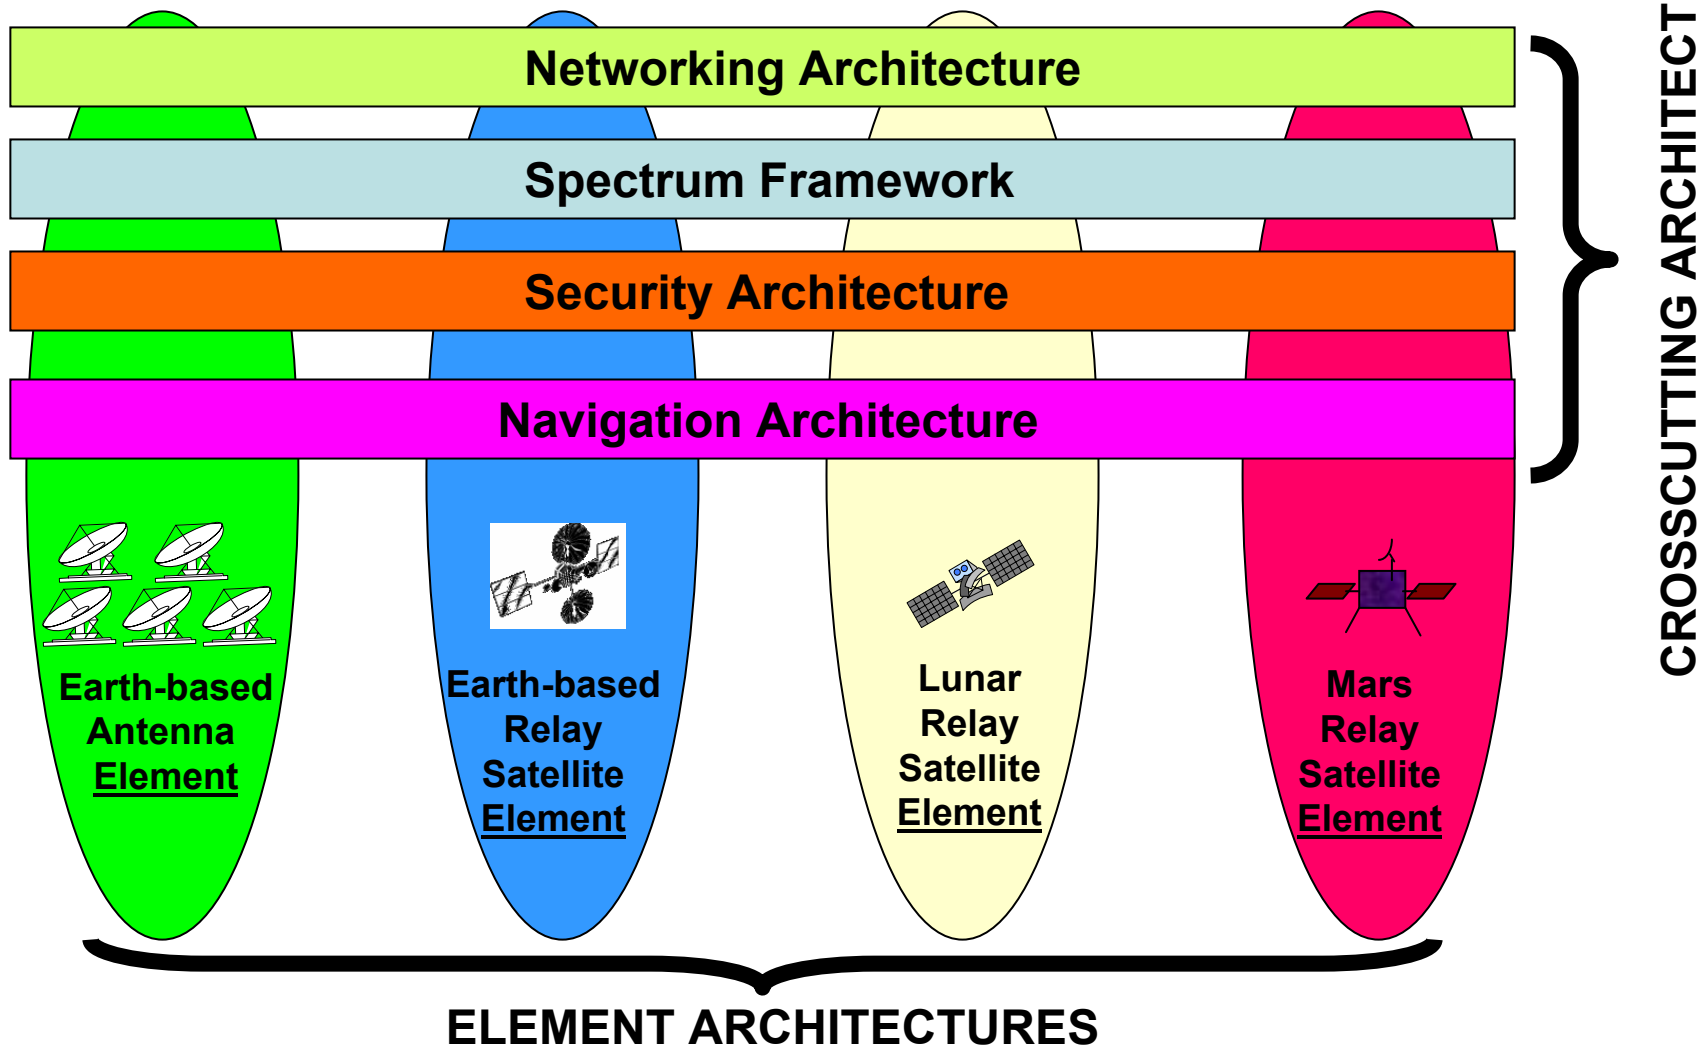 Networking Architecture
Spectrum Framework
Security Architecture
Navigation Architecture
CROSSCUTTING ARCHITECT
Earth-based
Antenna
Element
Earth-based
Relay
Satellite
Element
Lunar
Relay
Satellite
Element
Mars
Relay
Satellite
Element
ELEMENT ARCHITECTURES